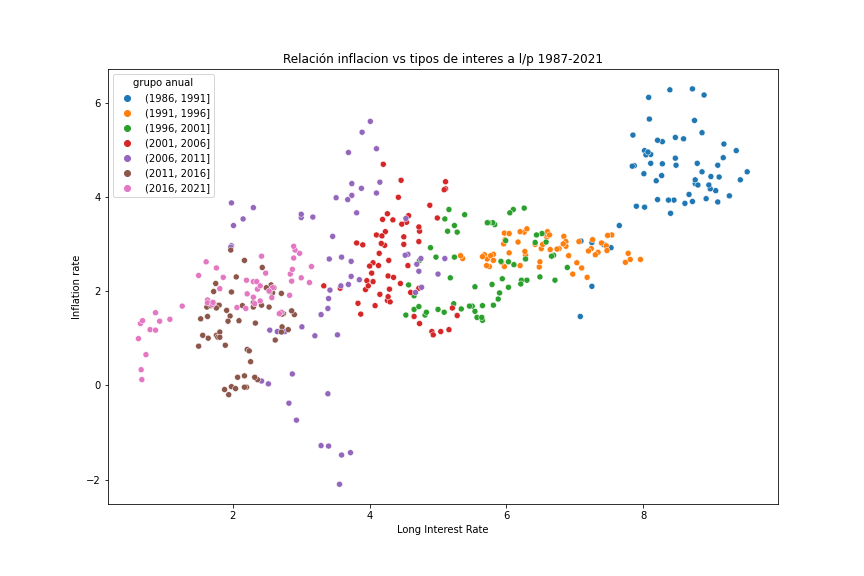 Relación inflacion vs tipos de interes a l/p 1987-2021
grupo anual
(1986, 1991]
(1991, 1996]
(1996, 2001]
(2001, 2006]
(2006, 2011]
(2011, 2016]
(2016, 2021]
Inflation rate
6
4
2
0
−2
2 4 6 8
Long Interest Rate